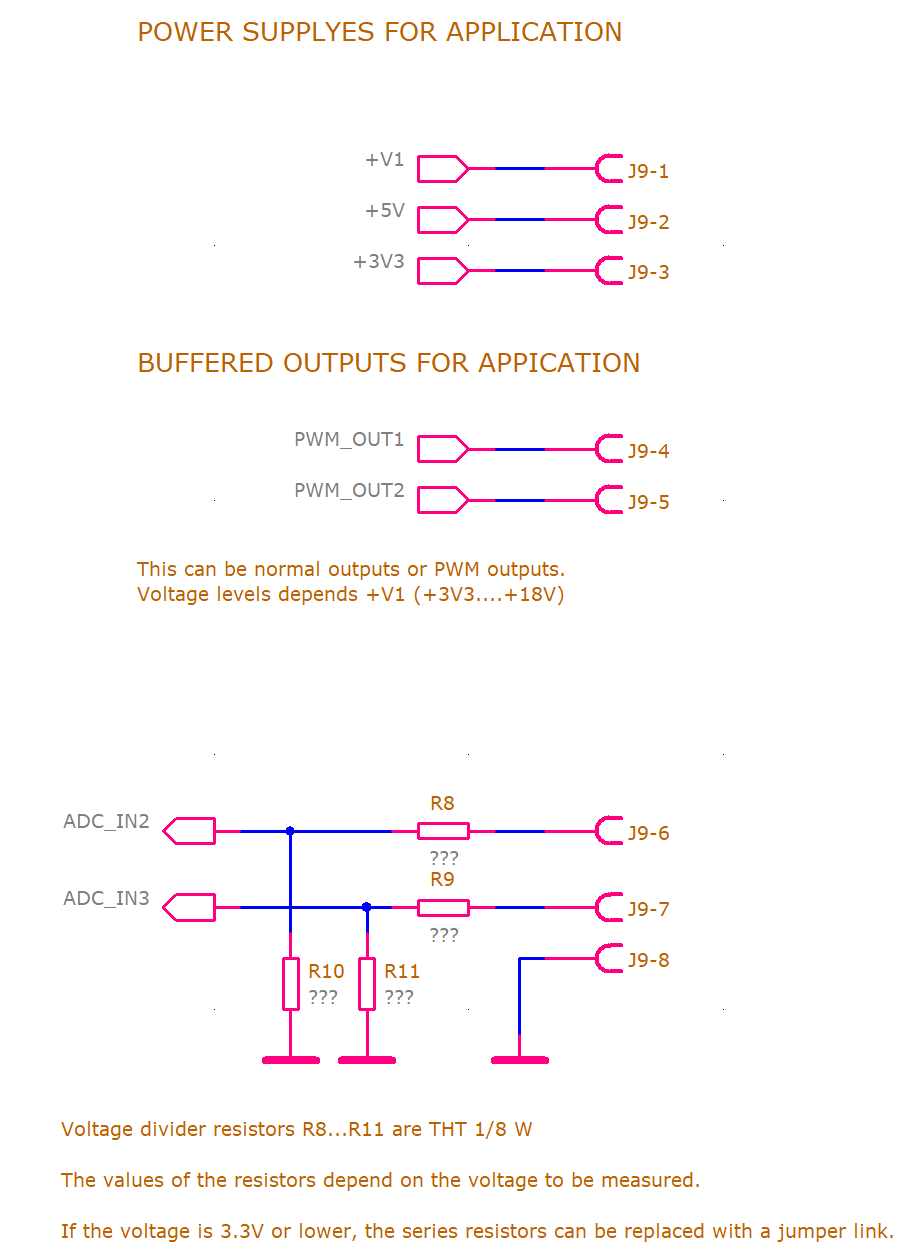 POWER SUPPLYES FOR APPLICATION
+V1
J9-1
+5V
J9-2
+3V3
J9-3
BUFFERED OUTPUTS FOR APPICATION
PWM_OUT1
J9-4
PWM_OUT2
J9-5
This can be normal outputs or PWM outputs.
Voltage levels depends +V1 (+3V3....+18V)
R8
ADC_IN2
J9-6
???
R9
ADC_IN3
J9-7
???
J9-8
R10
R11
???
???
Voltage divider resistors R8...R11 are THT 1/8 W
The values of the resistors depend on the voltage to be measured.
If the voltage is 3.3V or lower, the series resistors can be replaced with a jumper link.